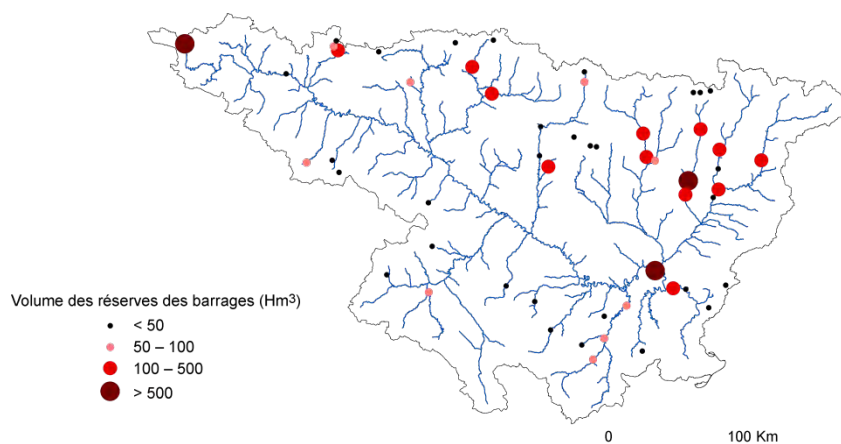 Volume des réserves des barrages (Hm³)
< 50
50 – 100
100 – 500
> 500
0 100 Km